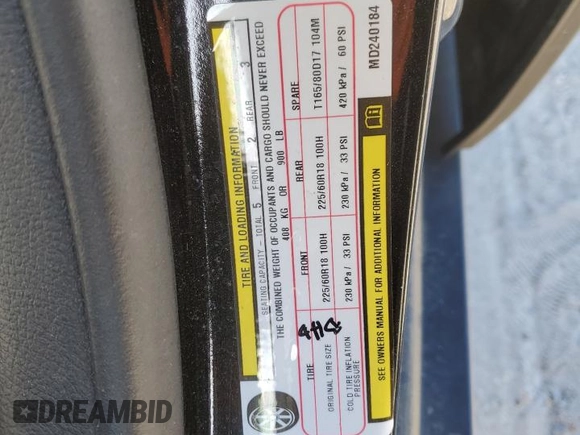 TIRE AND LOADING INFORMATION
SEATING CAPACITY - TOTAL 5 FRONT 2 REAR 3
THE COMBINED WEIGHT OF OCCUPANTS AND CARGO SHOULD NEVER EXCEED
408 KG OR 900 LB
TIRE FRONT REAR SPARE
ORIGINAL TIRE SIZE 225/60R18 100H 225/60R18 100H T165/80D17 104M
COLD TIRE INFLATION PRESSURE 230 kPa / 33 PSI 230 kPa / 33 PSI 420 kPa / 60 PSI
SEE OWNERS MANUAL FOR ADDITIONAL INFORMATION
MD240184
DREAMBID